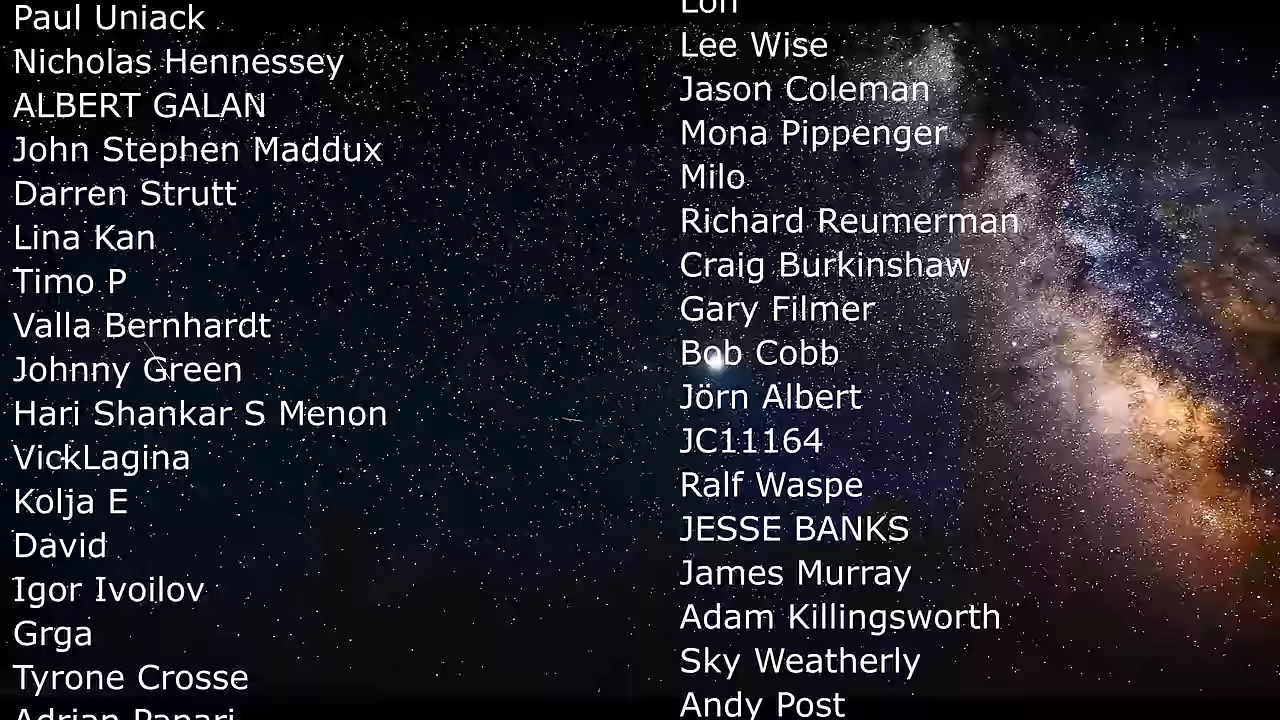 Paul Uniack
Nicholas Hennessey
ALBERT GALAN
John Stephen Maddux
Darren Strutt
Lina Kan
Timo P
Valla Bernhardt
Johnny Green
Hari Shankar S Menon
VickLagina
Kolja E
David
Igor Ivoilov
Grga
Tyrone Crosse
Adrian
Lee Wise
Jason Coleman
Mona Pippenger
Milo
Richard Reumerman
Craig Burkinshaw
Gary Filmer
Bob Cobb
Jörn Albert
JC11164
Ralf Waspe
JESSE BANKS
James Murray
Adam Killingsworth
Sky Weatherly
Andy Post